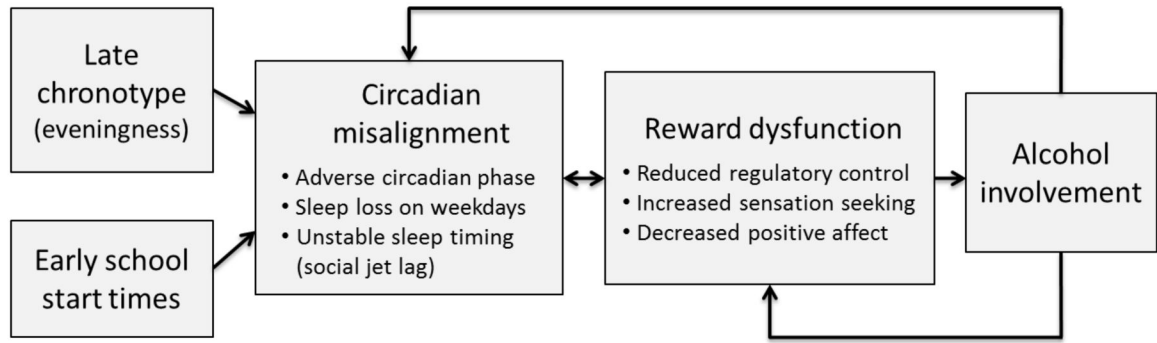 Late
chronotype
(eveningness)
Early school
start times
Circadian
misalignment
• Adverse circadian phase
• Sleep loss on weekdays
• Unstable sleep timing
(social jet lag)
Reward dysfunction
• Reduced regulatory control
• Increased sensation seeking
• Decreased positive affect
Alcohol
involvement